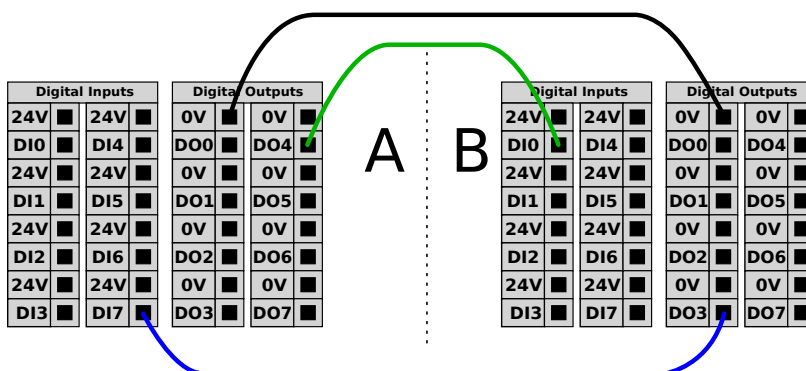 Digital Inputs Digital Outputs Digital Inputs Digital Outputs
24V 24V 0V 0V 24V 24V 0V 0V
DI0 DI4 DO0 DO4 A B DI0 DI4 DO0 DO4
24V 24V 0V 0V 24V 24V 0V 0V
DI1 DI5 DO1 DO5 DI1 DI5 DO1 DO5
24V 24V 0V 0V 24V 24V 0V 0V
DI2 DI6 DO2 DO6 DI2 DI6 DO2 DO6
24V 24V 0V 0V 24V 24V 0V 0V
DI3 DI7 DO3 DO7 DI3 DI7 DO3 DO7